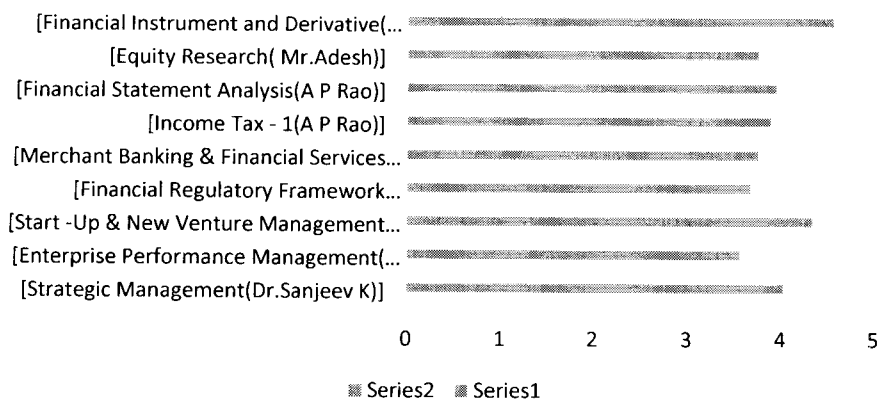 [Financial Instrument and Derivative(...
[Equity Research( Mr.Adesh)]
[Financial Statement Analysis(A P Rao)]
[Income Tax - 1(A P Rao)]
[Merchant Banking & Financial Services...
[Financial Regulatory Framework...
[Start -Up & New Venture Management...
[Enterprise Performance Management(...
[Strategic Management(Dr.Sanjeev K)]
0 1 2 3 4 5
Series2 Series1